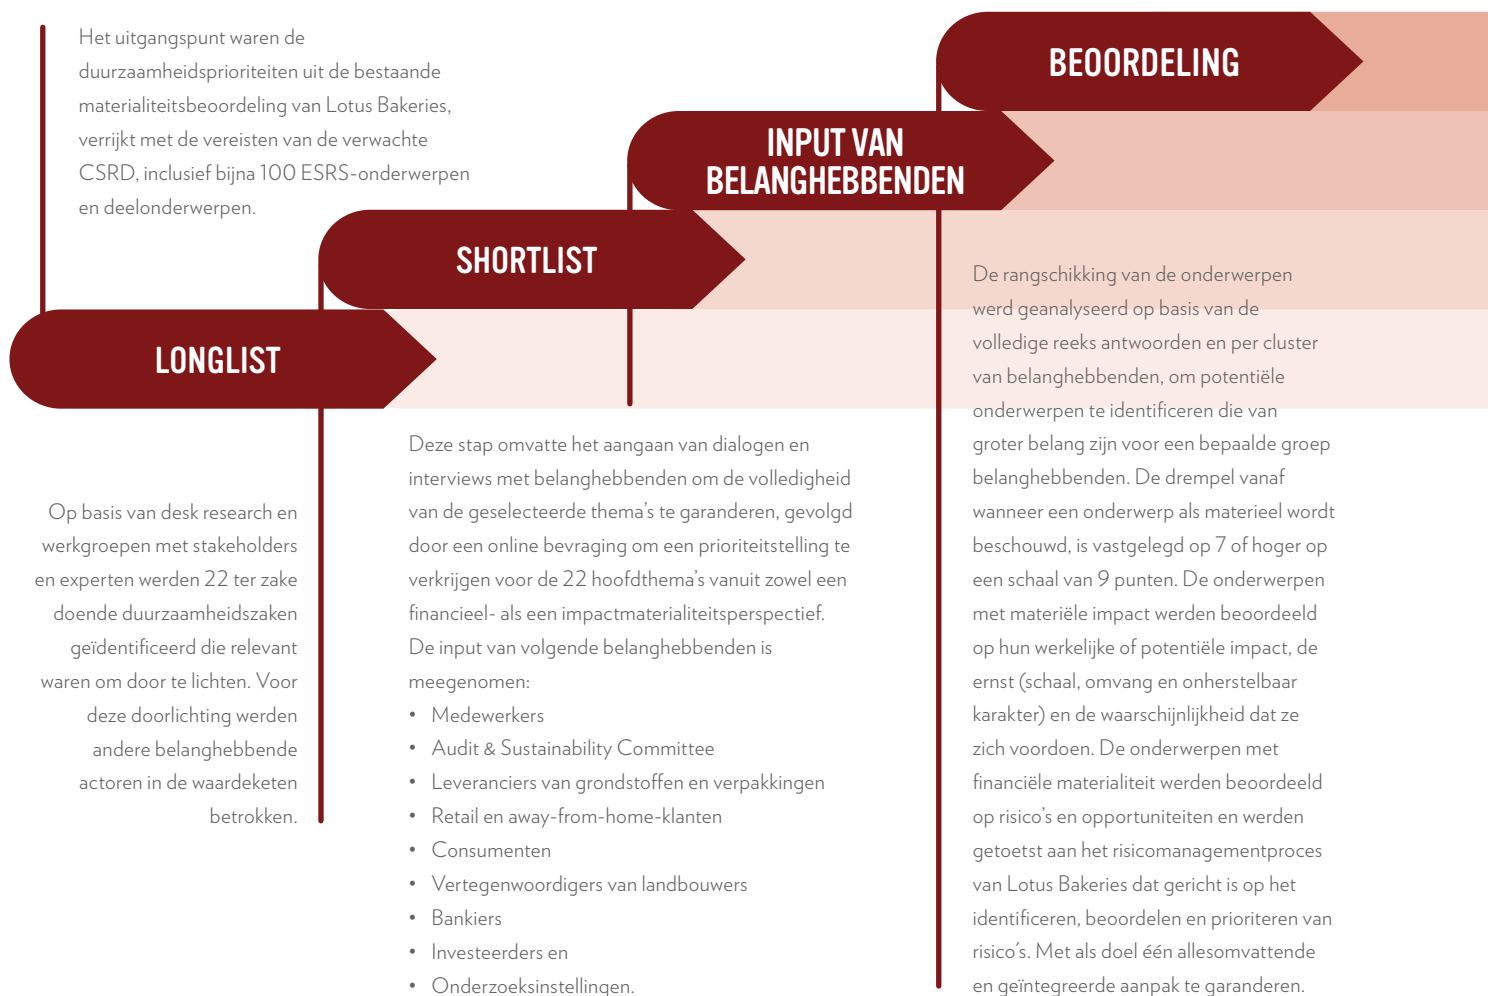 Het uitgangspunt waren de
duurzaamheidsprioriteiten uit de bestaande
materialiteitsbeoordeling van Lotus Bakeries,
verrijkt met de vereisten van de verwachte
CSRD, inclusief bijna 100 ESRS-onderwerpen
en deelonderwerpen.
LONGLIST
Op basis van desk research en
werkgroepen met stakeholders
en experten werden 22 ter zake
doende duurzaamheidszaken
geïdentificeerd die relevant
waren om door te lichten. Voor
deze doorlichting werden
andere belanghebbende
actoren in de waardeketen
betrokken.
SHORTLIST
Deze stap omvatte het aangaan van dialogen en
interviews met belanghebbenden om de volledigheid
van de geselecteerde thema's te garanderen, gevolgd
door een online bevraging om een prioriteitstelling te
verkrijgen voor de 22 hoofdthema's vanuit zowel een
financieel- als een impactmaterialiteitsperspectief.
De input van volgende belanghebbenden is
meegenomen:
• Medewerkers
• Audit & Sustainability Committee
• Leveranciers van grondstoffen en verpakkingen
• Retail en away-from-home-klanten
• Consumenten
• Vertegenwoordigers van landbouwers
• Bankiers
• Investeerders en
• Onderzoeksinstellingen.
INPUT VAN
BELANGHEBBENDEN
BEOORDELING
De rangschikking van de onderwerpen
werd geanalyseerd op basis van de
volledige reeks antwoorden en per cluster
van belanghebbenden, om potentiële
onderwerpen te identificeren die van
groter belang zijn voor een bepaalde groep
belanghebbenden. De drempel vanaf
wanneer een onderwerp als materieel wordt
beschouwd, is vastgelegd op 7 of hoger op
een schaal van 9 punten. De onderwerpen
met materiële impact werden beoordeeld
op hun werkelijke of potentiële impact, de
ernst (schaal, omvang en onherstelbaar
karakter) en de waarschijnlijkheid dat ze
zich voordoen. De onderwerpen met
financiële materialiteit werden beoordeeld
op risico's en opportuniteiten en werden
getoetst aan het risicomanagementproces
van Lotus Bakeries dat gericht is op het
identificeren, beoordelen en prioriteren van
risico's. Met als doel één allesomvattende
en geïntegreerde aanpak te garanderen.